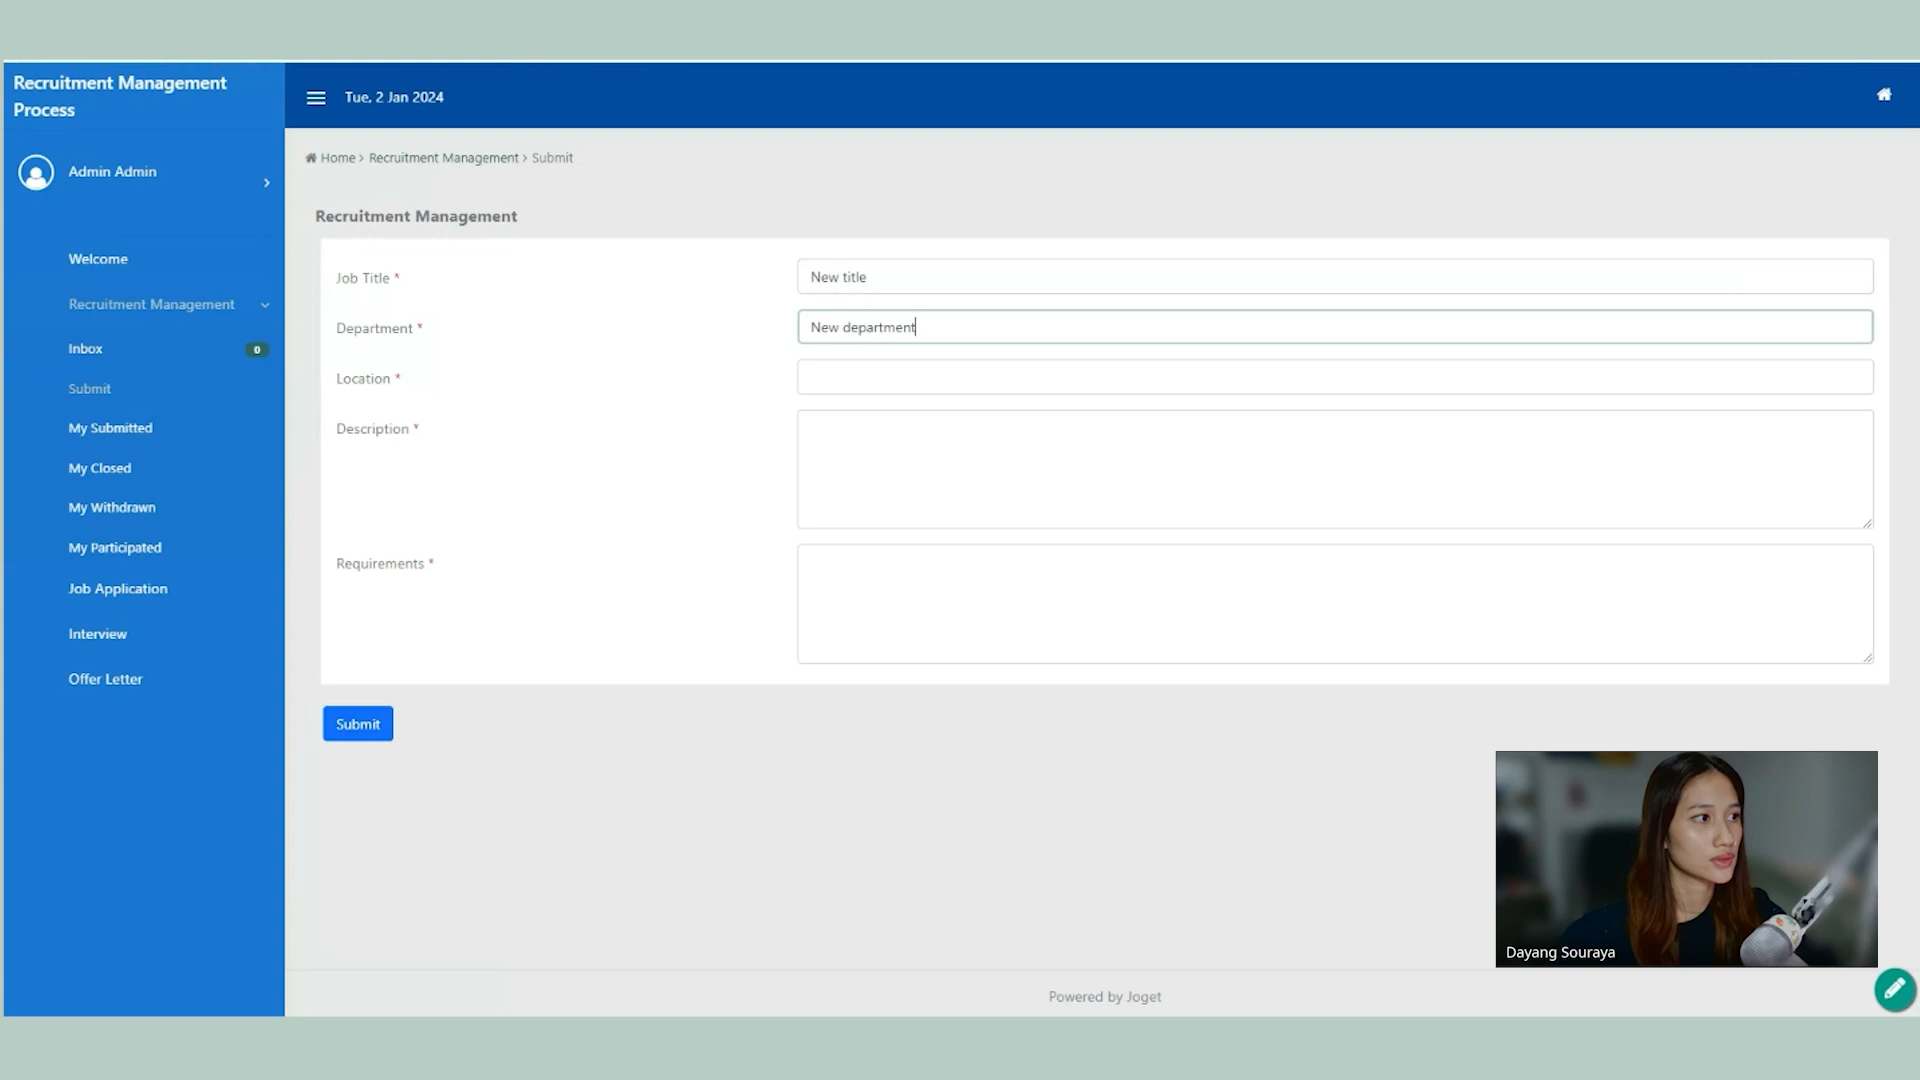 Recruitment Management
Process
Tue, 2 Jan 2024
Admin Admin
Welcome
Recruitment Management
Inbox
0
Submit
My Submitted
My Closed
My Withdrawn
My Participated
Job Application
Interview
Offer Letter
Home > Recruitment Management > Submit
Recruitment Management
Job Title *
New title
Department *
New department
Location *
Description *
Requirements *
Submit
Dayang Souraya
Powered by Joget